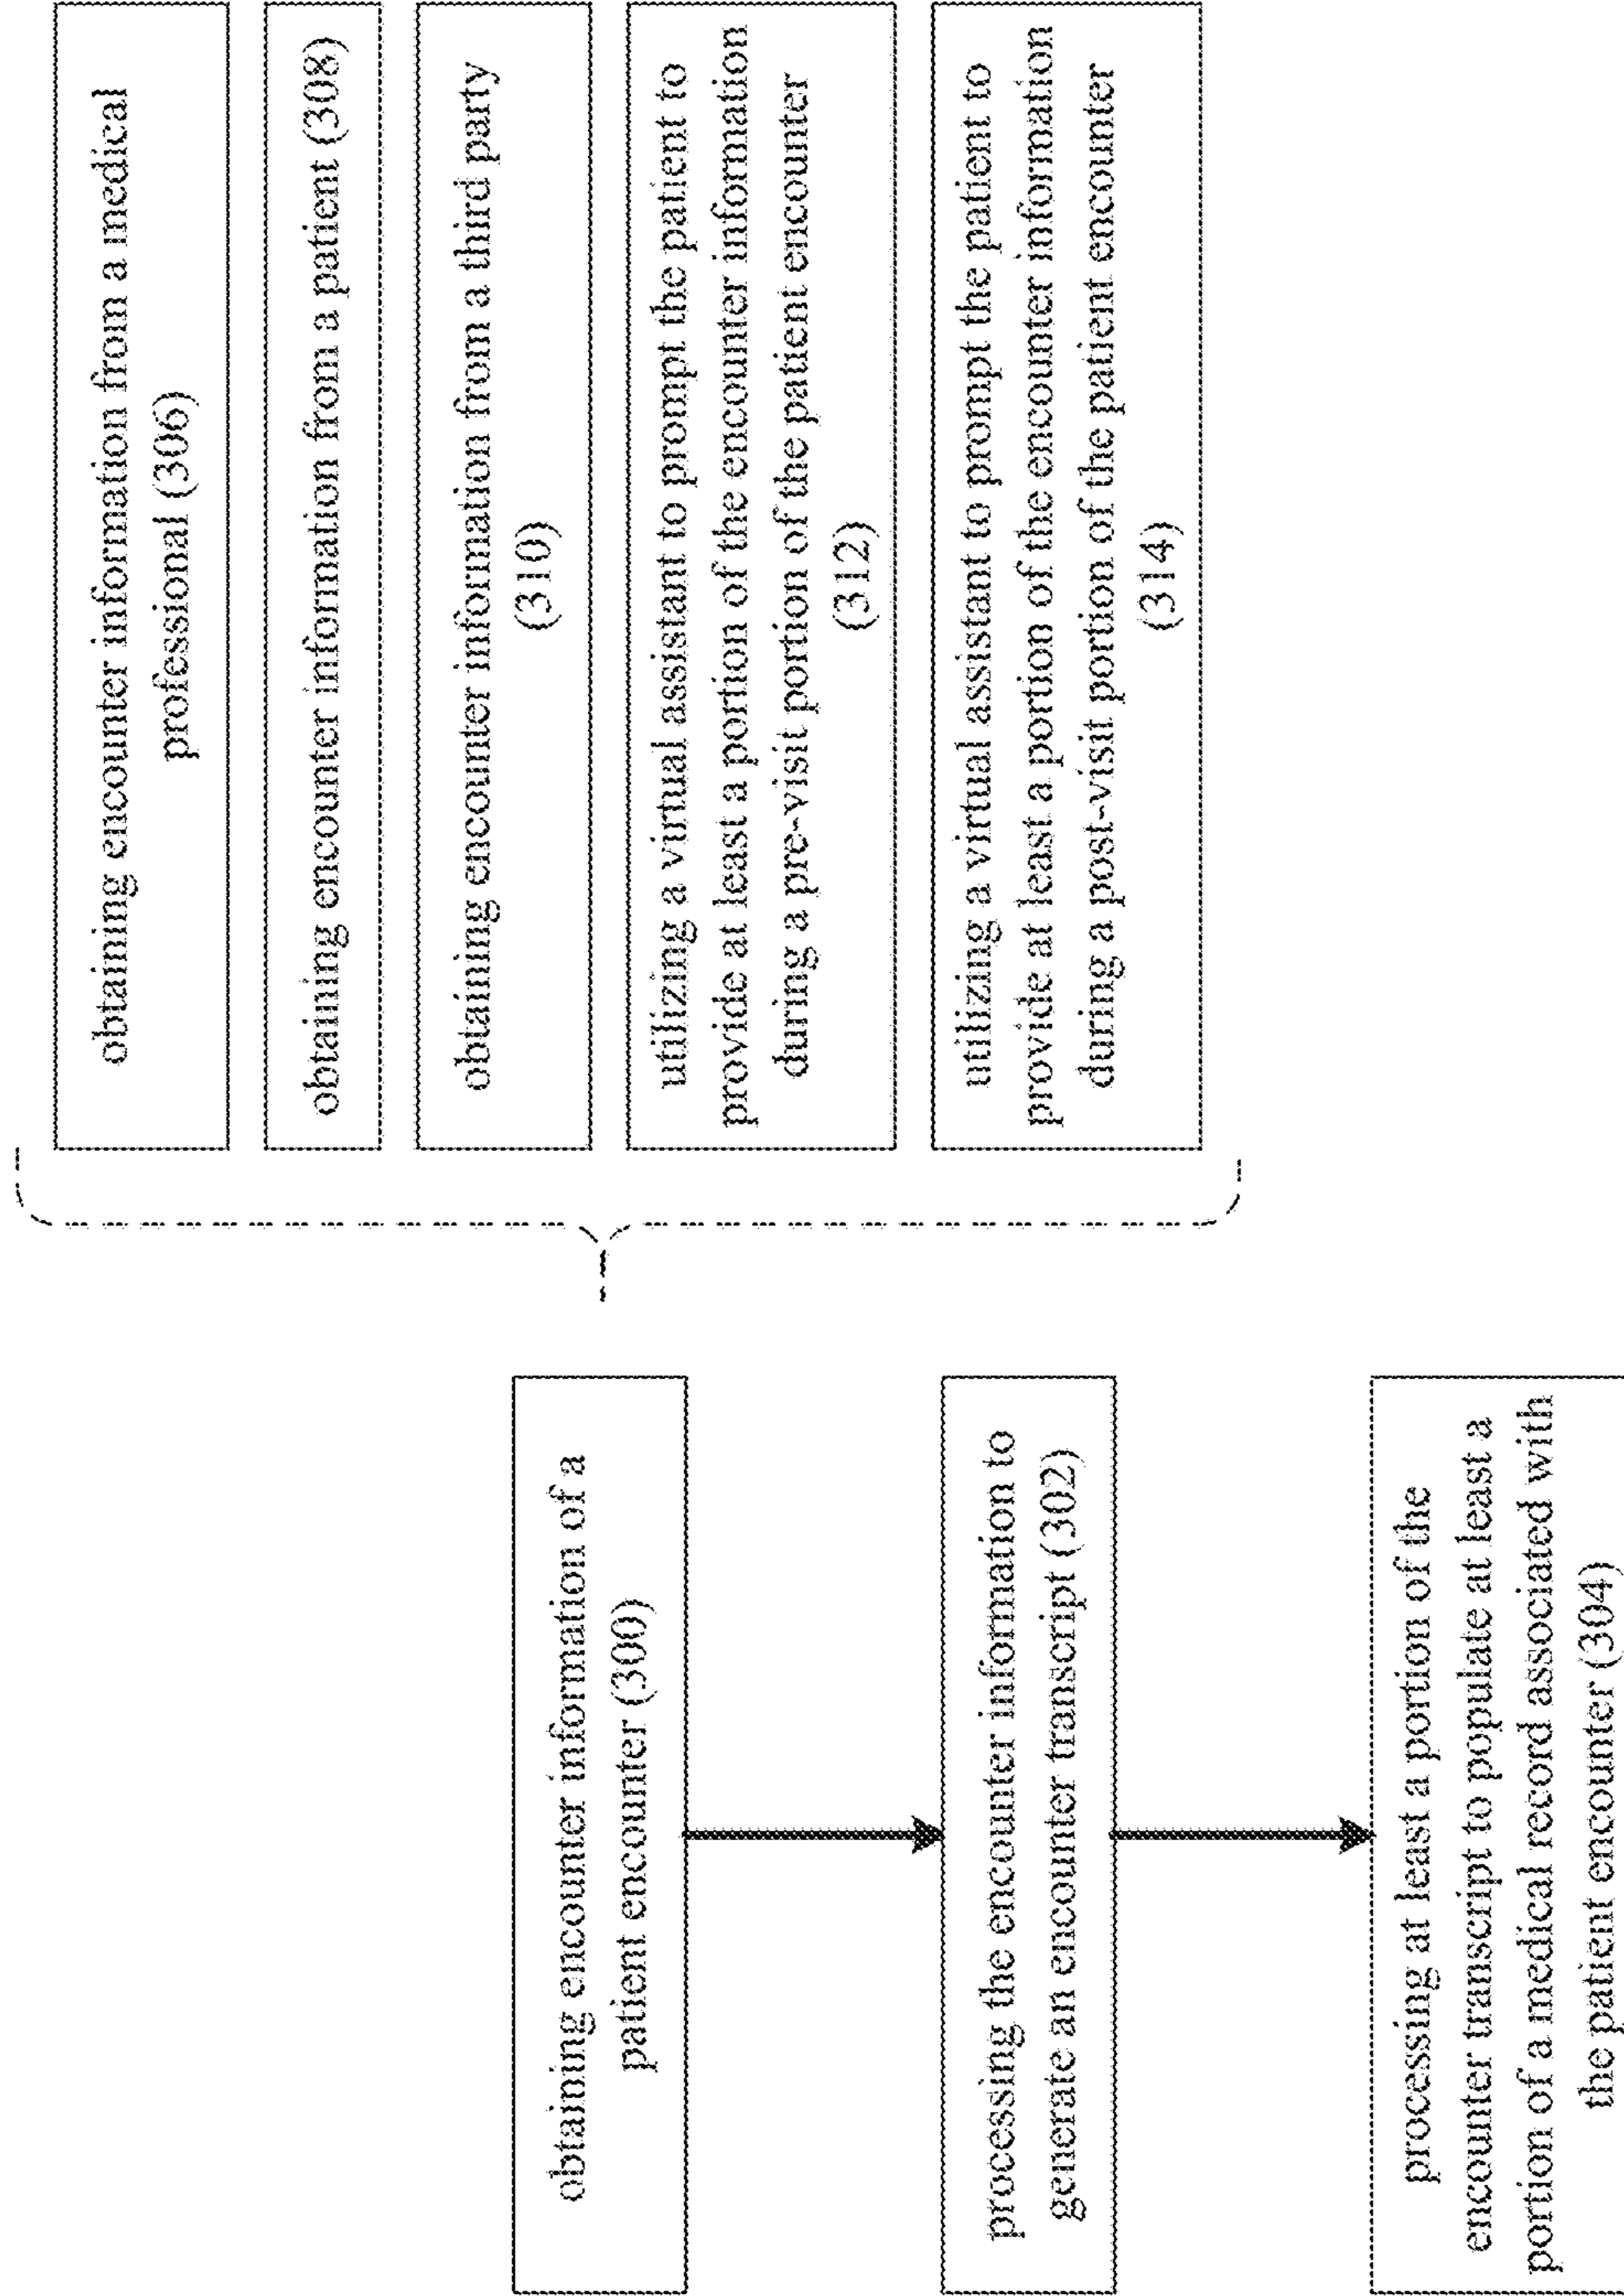 obtaining encounter information of a
patient encounter (300)
processing the encounter information to
generate an encounter transcript (302)
processing at least a portion of the
encounter transcript to populate at least a
portion of a medical record associated with
the patient encounter (304)
obtaining encounter information from a medical
professional (306)
obtaining encounter information from a patient (308)
obtaining encounter information from a third party
(310)
utilizing a virtual assistant to prompt the patient to
provide at least a portion of the encounter information
during a pre-visit portion of the patient encounter
(312)
utilizing a virtual assistant to prompt the patient to
provide at least a portion of the encounter information
during a post-visit portion of the patient encounter
(314)